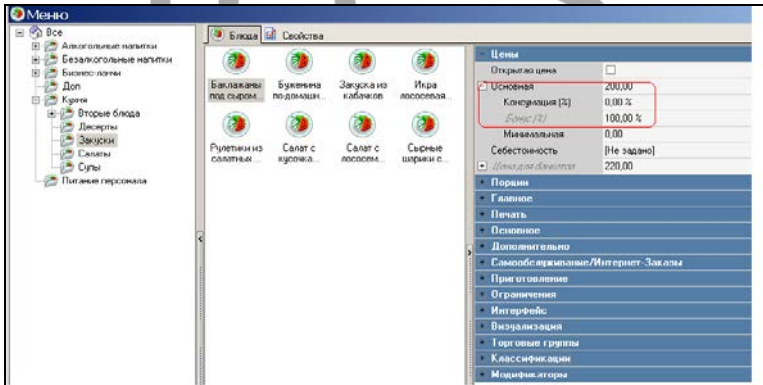 Меню
Все
Алкогольные напитки
Безалкогольные напитки
Бизнес-ланчи
Доп
Кухня
Вторые блюда
Десерты
Закуски
Салаты
Супы
Питание персонала
Блюда Свойства
Баклажаны под сыром...
Буженина по-домашн...
Закуска из кабачков
Икра лососевая...
Рулетики из салатных ...
Салат с кусочка...
Салат с лососем...
Сырные шарики с...
Цены
Открытая цена
Основная 200,00
Консумация (%) 0,00 %
Бонус (%) 100,00 %
Минимальная 0,00
Себестоимость [Не задано]
Цена для банкетов 220,00
Порции
Главное
Печать
Основное
Дополнительно
Самообслуживание/Интернет-Заказы
Приготовление
Ограничения
Интерфейс
Визуализация
Торговые группы
Классификации
Модификаторы